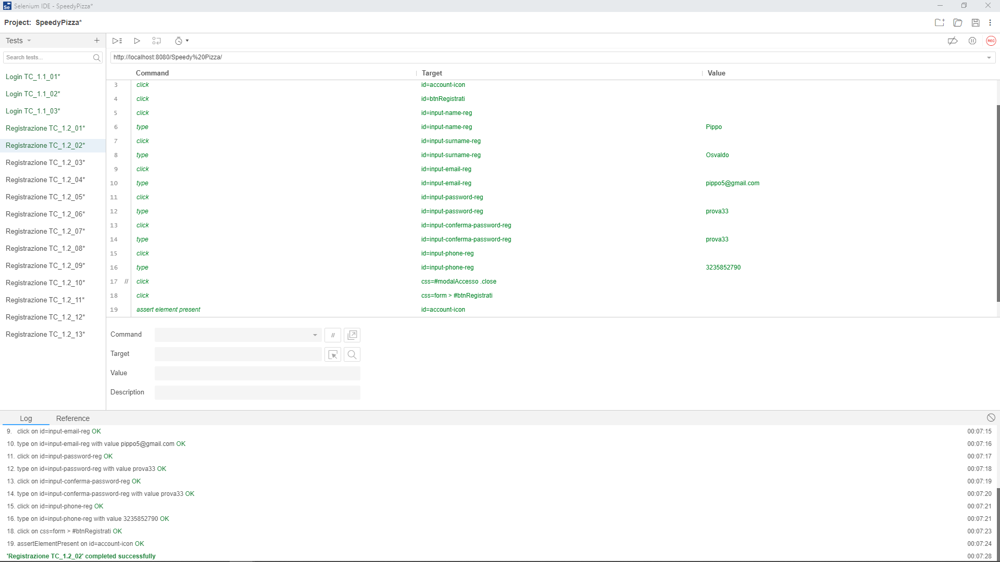 Selenium IDE - SpeedyPizza*
Project: SpeedyPizza*
Tests
Search tests...
Login TC_1.1_01*
Login TC_1.1_02*
Login TC_1.1_03*
Registrazione TC_1.2_01*
Registrazione TC_1.2_02*
Registrazione TC_1.2_03*
Registrazione TC_1.2_04*
Registrazione TC_1.2_05*
Registrazione TC_1.2_06*
Registrazione TC_1.2_07*
Registrazione TC_1.2_08*
Registrazione TC_1.2_09*
Registrazione TC_1.2_10*
Registrazione TC_1.2_11*
Registrazione TC_1.2_12*
Registrazione TC_1.2_13*
REC
http://localhost:8080/Speedy%20Pizza/
Command Target Value
3 click id=account-icon
4 click id=btnRegistrati
5 click id=input-name-reg
6 type id=input-name-reg Pippo
7 click id=input-surname-reg
8 type id=input-surname-reg Osvaldo
9 click id=input-email-reg
10 type id=input-email-reg pippo5@gmail.com
11 click id=input-password-reg
12 type id=input-password-reg prova33
13 click id=input-conferma-password-reg
14 type id=input-conferma-password-reg prova33
15 click id=input-phone-reg
16 type id=input-phone-reg 3235852790
17 // click css=#modalAccesso .close
18 click css=form > #btnRegistrati
19 assert element present id=account-icon
Command //
Target
Value
Description
Log Reference
9. click on id=input-email-reg OK 00:07:15
10. type on id=input-email-reg with value pippo5@gmail.com OK 00:07:16
11. click on id=input-password-reg OK 00:07:17
12. type on id=input-password-reg with value prova33 OK 00:07:18
13. click on id=input-conferma-password-reg OK 00:07:19
14. type on id=input-conferma-password-reg with value prova33 OK 00:07:20
15. click on id=input-phone-reg OK 00:07:21
16. type on id=input-phone-reg with value 3235852790 OK 00:07:21
18. click on css=form > #btnRegistrati OK 00:07:23
19. assertElementPresent on id=account-icon OK 00:07:24
'Registrazione TC_1.2_02' completed successfully 00:07:28